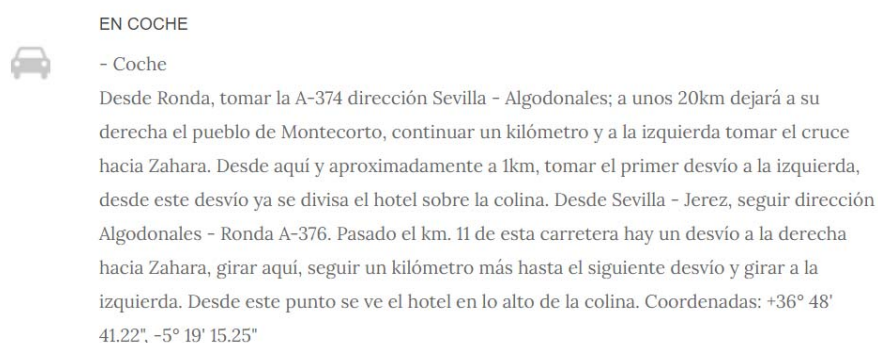 EN COCHE
- Coche
Desde Ronda, tomar la A-374 dirección Sevilla - Algodonales; a unos 20km dejará a su
derecha el pueblo de Montecorto, continuar un kilómetro y a la izquierda tomar el cruce
hacia Zahara. Desde aquí y aproximadamente a 1km, tomar el primer desvío a la izquierda,
desde este desvío ya se divisa el hotel sobre la colina. Desde Sevilla - Jerez, seguir dirección
Algodonales - Ronda A-376. Pasado el km. 11 de esta carretera hay un desvío a la derecha
hacia Zahara, girar aquí, seguir un kilómetro más hasta el siguiente desvío y girar a la
izquierda. Desde este punto se ve el hotel en lo alto de la colina. Coordenadas: +36° 48'
41.22", -5° 19' 15.25"